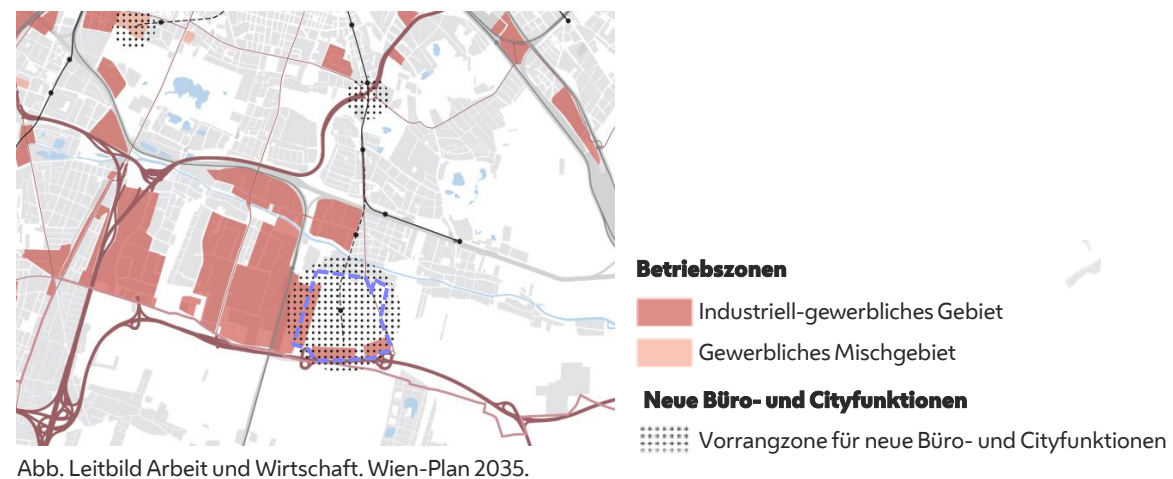 Betriebszonen
Industriell-gewerbliches Gebiet
Gewerbliches Mischgebiet
Neue Büro- und Cityfunktionen
Vorrangzone für neue Büro- und Cityfunktionen
Abb. Leitbild Arbeit und Wirtschaft. Wien-Plan 2035.